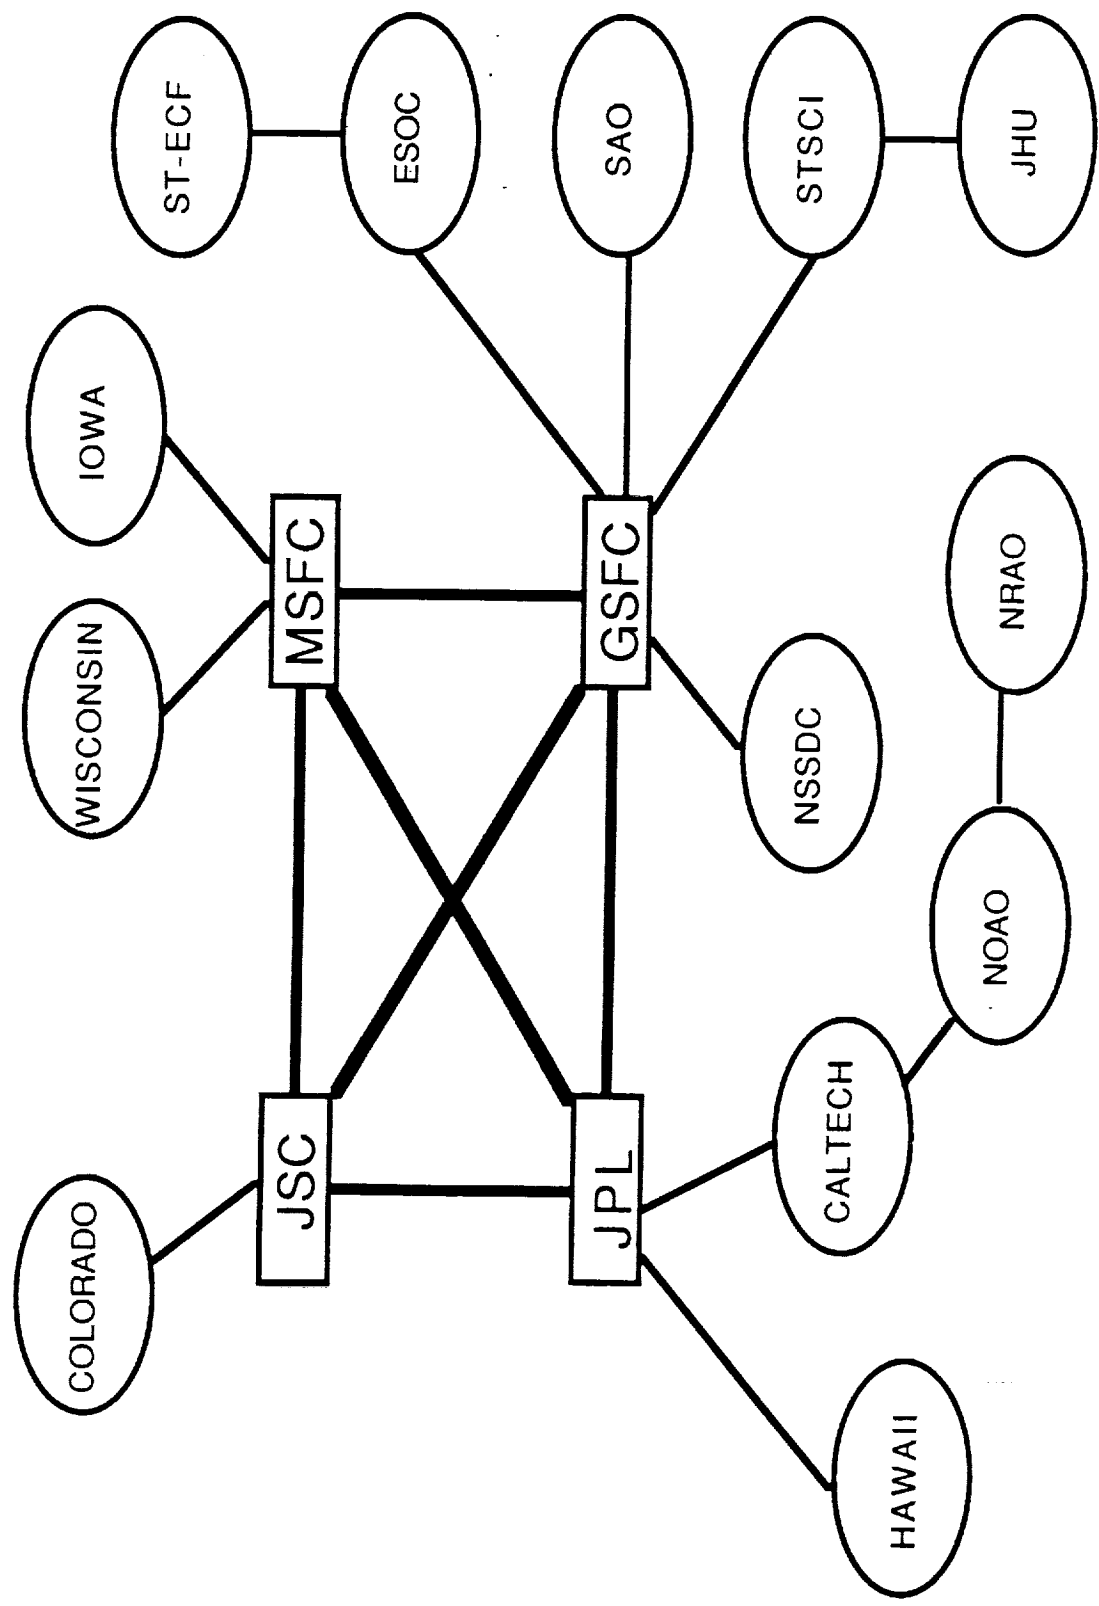 COLORADO
WISCONSIN
IOWA
ST-ECF
JSC
MSFC
ESOC
JPL
GSFC
SAO
CALTECH
NSSDC
STSCI
HAWAII
NOAO
NRAO
JHU